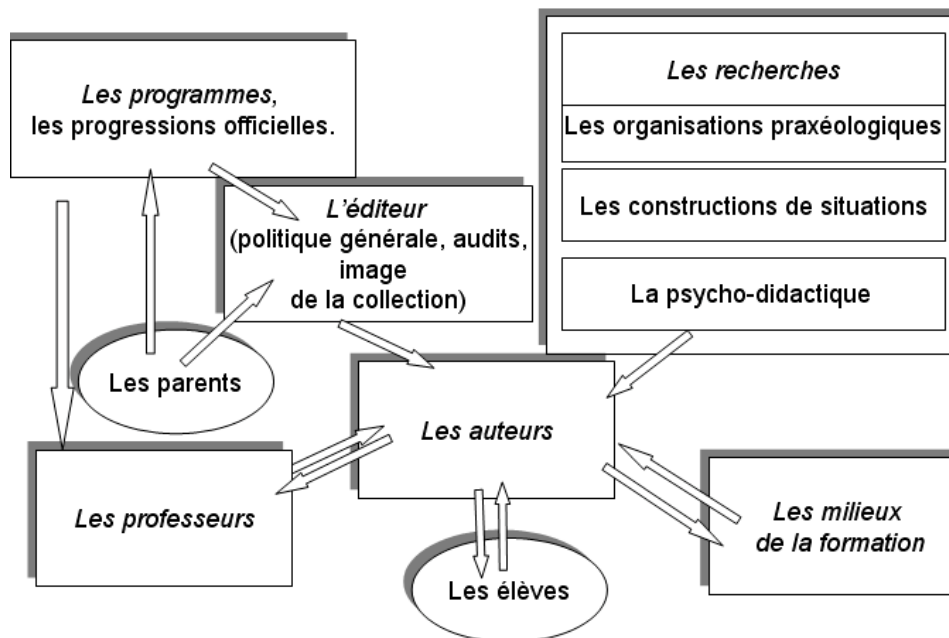 Les programmes,
les progressions officielles.
Les recherches
Les organisations praxéologiques
L'éditeur
(politique générale, audits,
image
de la collection)
Les constructions de situations
La psycho-didactique
Les parents
Les auteurs
Les professeurs
Les milieux
de la formation
Les élèves